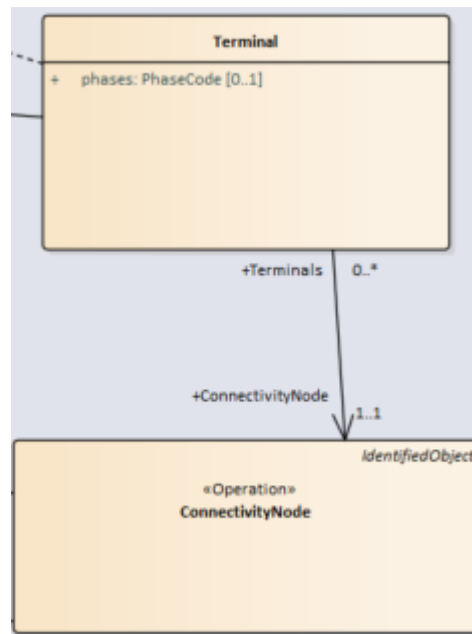 Terminal
+ phases: PhaseCode [0..1]
+Terminals 0..*
+ConnectivityNode
1..1
IdentifiedObject
«Operation»
ConnectivityNode